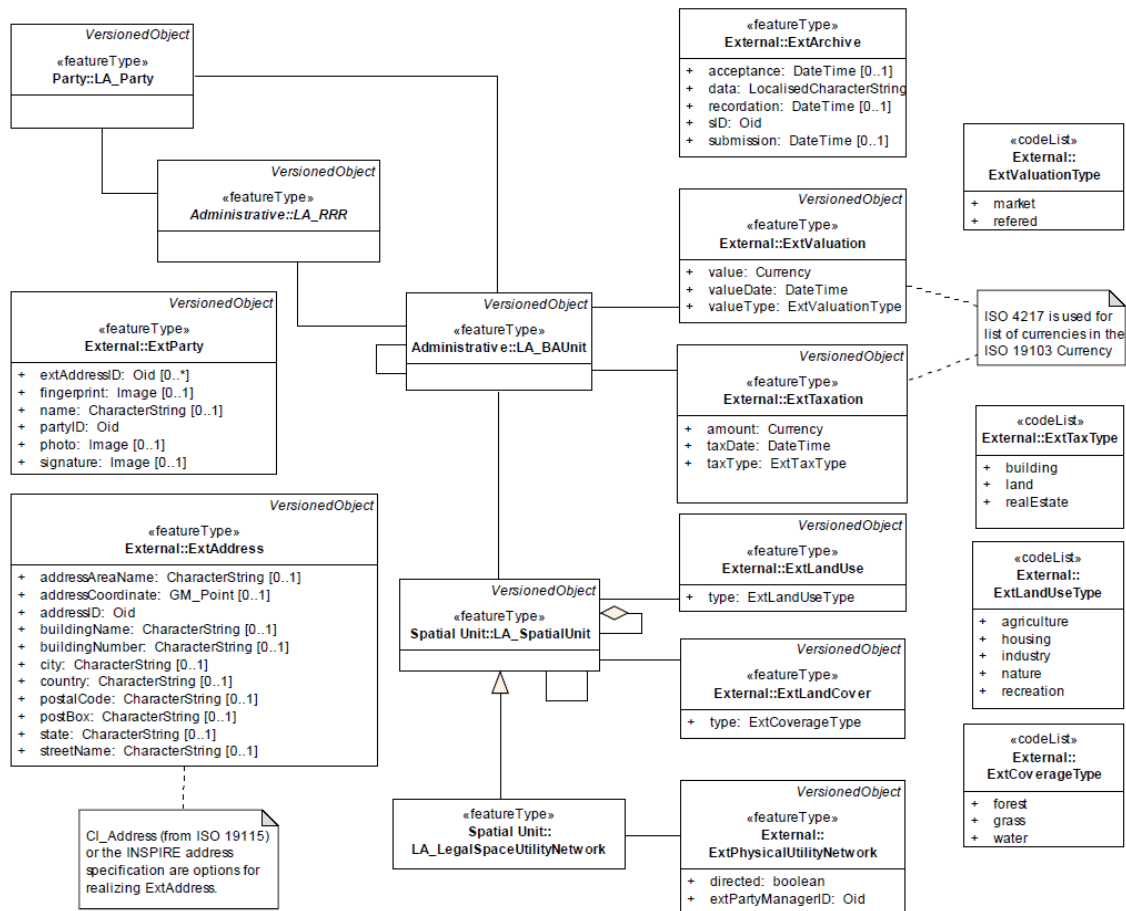 VersionedObject
«featureType»
Party::LA_Party
VersionedObject
«featureType»
Administrative::LA_RRR
VersionedObject
«featureType»
External::ExtParty
+ extAddressID: Oid [0..*]
+ fingerprint: Image [0..1]
+ name: CharacterString [0..1]
+ partyID: Oid
+ photo: Image [0..1]
+ signature: Image [0..1]
VersionedObject
«featureType»
External::ExtAddress
+ addressAreaName: CharacterString [0..1]
+ addressCoordinate: GM_Point [0..1]
+ addressID: Oid
+ buildingName: CharacterString [0..1]
+ buildingNumber: CharacterString [0..1]
+ city: CharacterString [0..1]
+ country: CharacterString [0..1]
+ postalCode: CharacterString [0..1]
+ postBox: CharacterString [0..1]
+ state: CharacterString [0..1]
+ streetName: CharacterString [0..1]
CI_Address (from ISO 19115)
or the INSPIRE address
specification are options for
realizing ExtAddress.
VersionedObject
«featureType»
Administrative::LA_BAUnit
VersionedObject
«featureType»
Spatial Unit::LA_SpatialUnit
«featureType»
Spatial Unit::
LA_LegalSpaceUtilityNetwork
«featureType»
External::ExtArchive
+ acceptance: DateTime [0..1]
+ data: LocalisedCharacterString
+ recordation: DateTime [0..1]
+ sID: Oid
+ submission: DateTime [0..1]
VersionedObject
«featureType»
External::ExtValuation
+ value: Currency
+ valueDate: DateTime
+ valueType: ExtValuationType
VersionedObject
«featureType»
External::ExtTaxation
+ amount: Currency
+ taxDate: DateTime
+ taxType: ExtTaxType
VersionedObject
«featureType»
External::ExtLandUse
+ type: ExtLandUseType
VersionedObject
«featureType»
External::ExtLandCover
+ type: ExtCoverageType
VersionedObject
«featureType»
External::
ExtPhysicalUtilityNetwork
+ directed: boolean
+ extPartyManagerID: Oid
«codeList»
External::
ExtValuationType
+ market
+ refered
ISO 4217 is used for
list of currencies in the
ISO 19103 Currency
«codeList»
External::ExtTaxType
+ building
+ land
+ realEstate
«codeList»
External::
ExtLandUseType
+ agriculture
+ housing
+ industry
+ nature
+ recreation
«codeList»
External::
ExtCoverageType
+ forest
+ grass
+ water